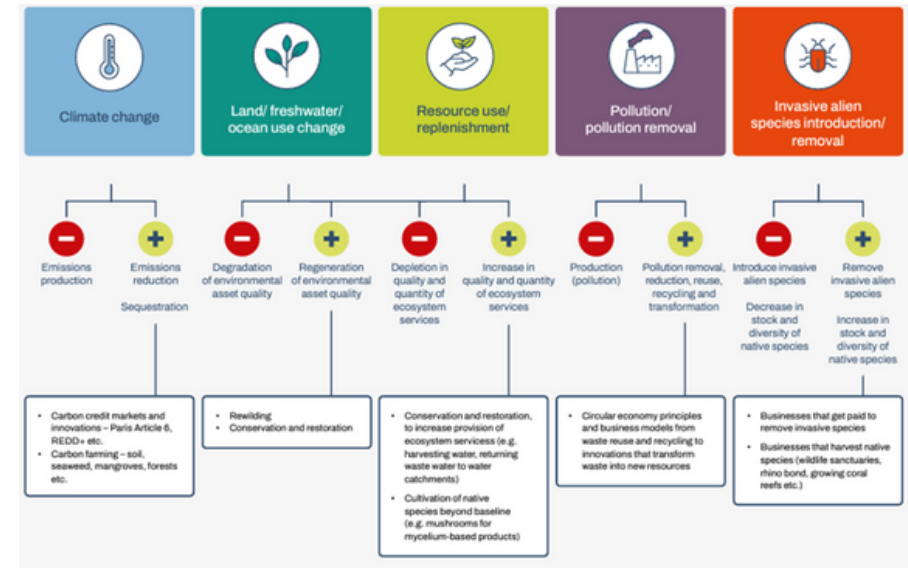 Climate change
Land/ freshwater/
ocean use change
Resource use/
replenishment
Pollution/
pollution removal
Invasive alien
species introduction/
removal
Emissions
production
Emissions
reduction
Sequestration
Degradation
of environmental
asset quality
Regeneration
of environmental
asset quality
Depletion in
quality and
quantity of
ecosystem
services
Increase in
quality and quantity
of ecosystem
services
Production
(pollution)
Pollution removal,
reduction, reuse,
recycling and
transformation
Introduce invasive
alien species
Decrease in
stock and
diversity of
native species
Remove
invasive alien
species
Increase in
stock and
diversity of
native species
• Carbon credit markets and
innovations – Paris Article 6,
REDD+ etc.
• Carbon farming – soil,
seaweed, mangroves, forests
etc.
• Rewilding
• Conservation and restoration
• Conservation and restoration,
to increase provision of
ecosystem servicess (e.g.
harvesting water, returning
waste water to water
catchments)
• Cultivation of native
species beyond baseline
(e.g. mushrooms for
mycelium-based products)
• Circular economy principles
and business models from
waste reuse and recycling to
innovations that transform
waste into new resources
• Businesses that get paid to
remove invasive species
• Businesses that harvest native
species (wildlife sanctuaries,
rhino bond, growing coral
reefs etc.)